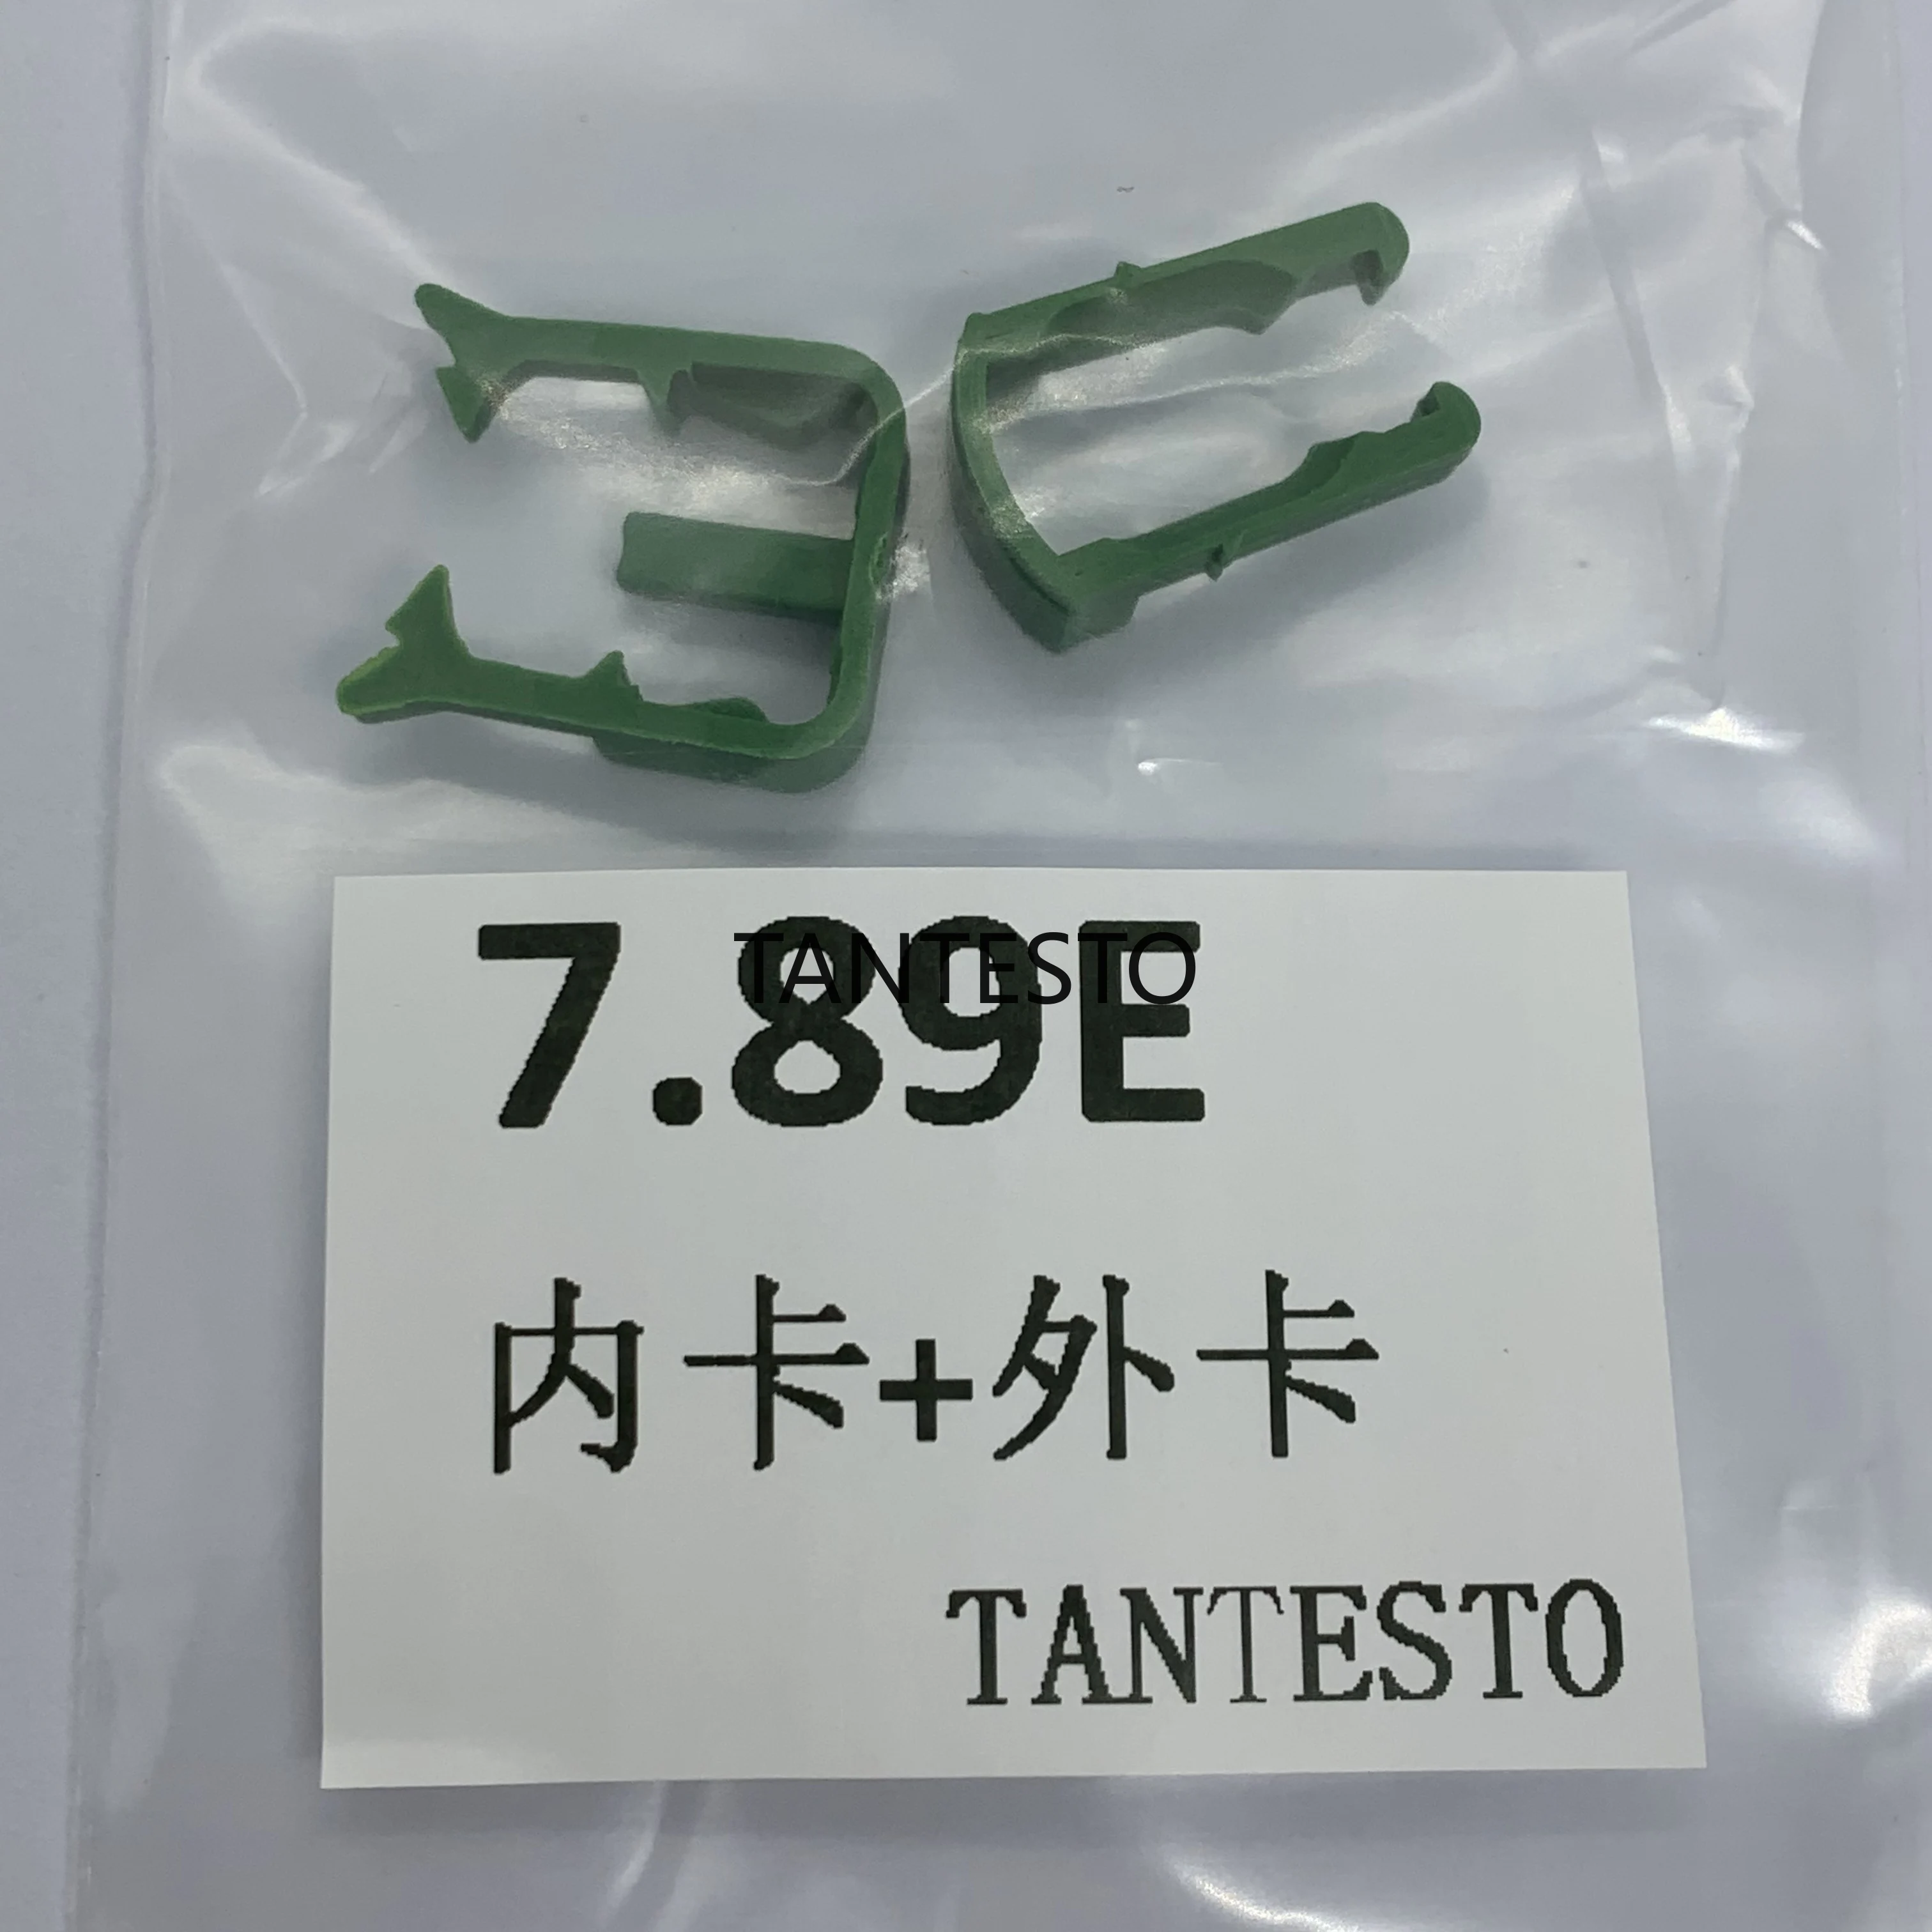 7.89E
TANTESTO
内卡+外卡
TANTESTO